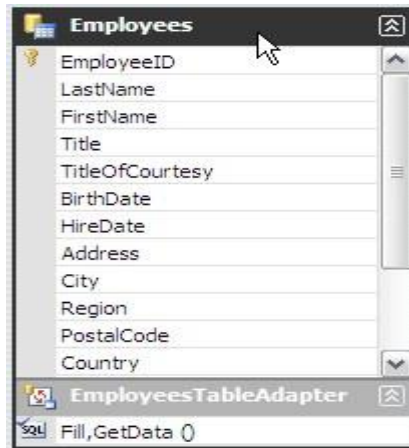 Employees
EmployeeID
LastName
FirstName
Title
TitleOfCourtesy
BirthDate
HireDate
Address
City
Region
PostalCode
Country
EmployeesTableAdapter
SQL Fill,GetData ()